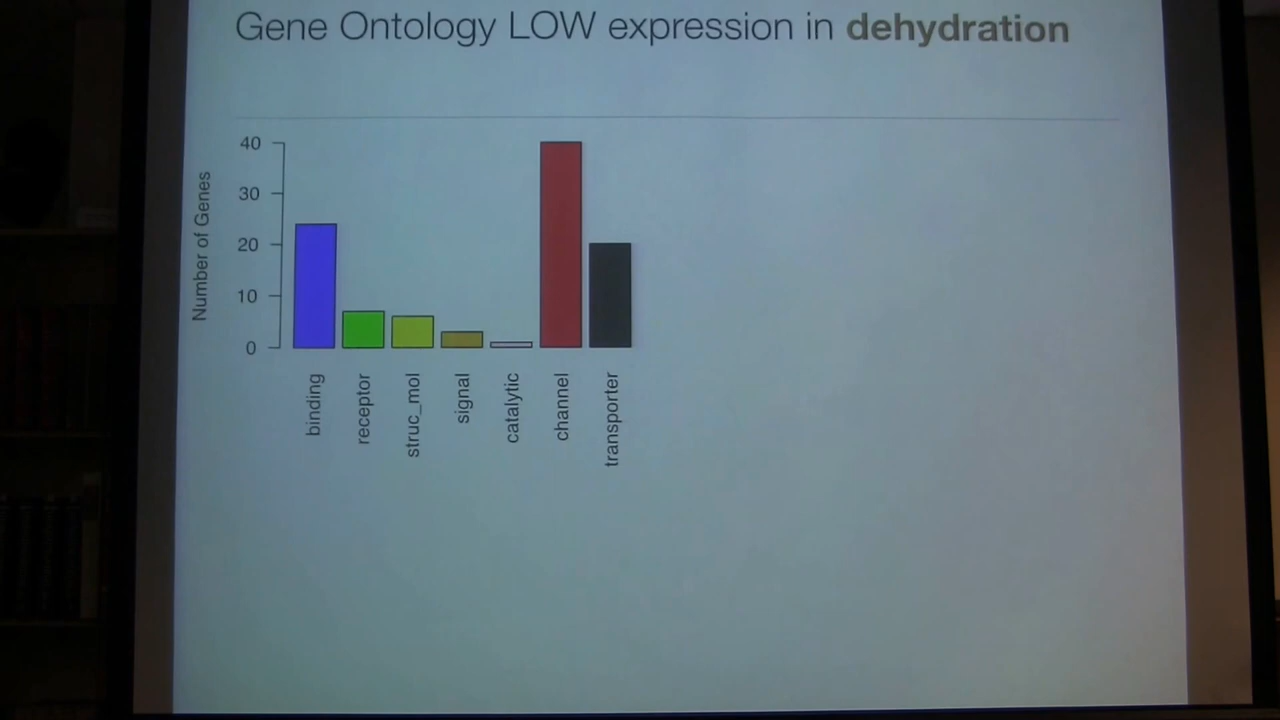 Gene Ontology LOW expression in dehydration
Number of Genes
40
30
20
10
0
binding
receptor
struc_mol
signal
catalytic
channel
transporter